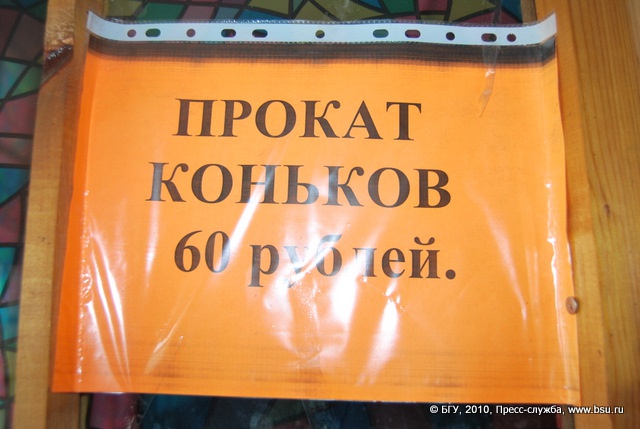 ПРОКАТ
КОНЬКОВ
60 рублей.
© БГУ, 2010, Пресс-служба, www.bsu.ru